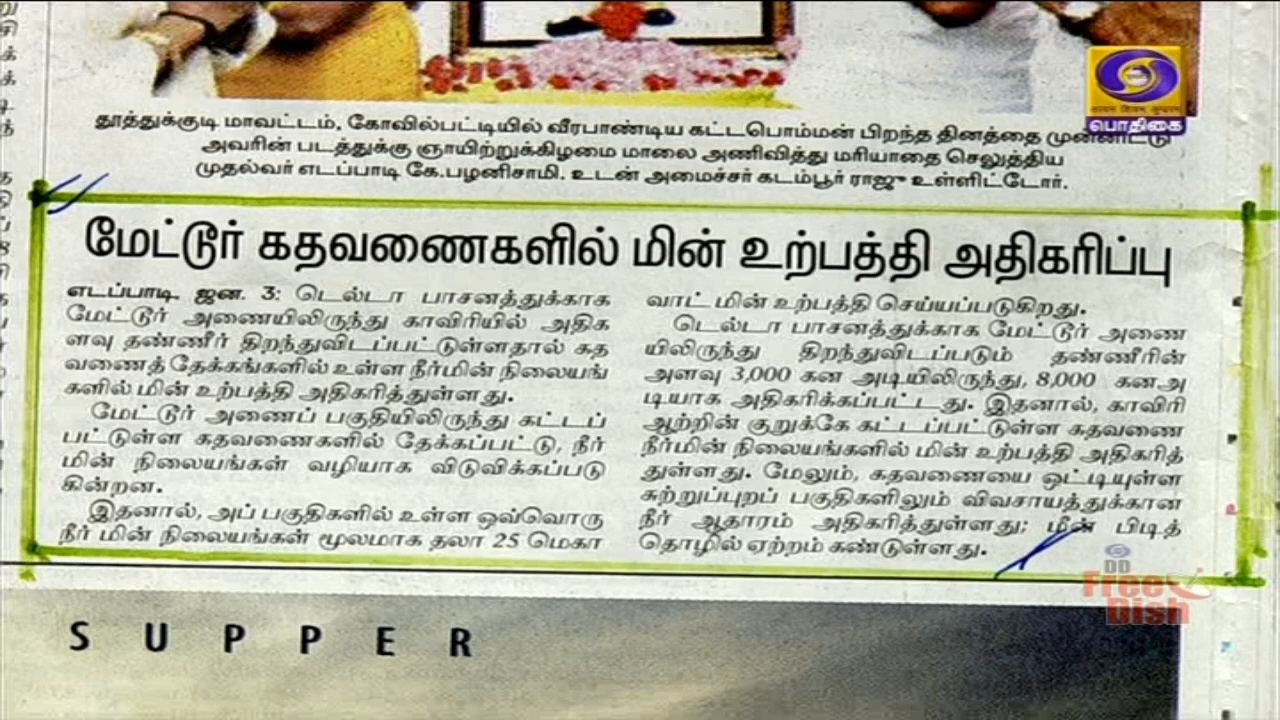 பொதிகை
தூத்துக்குடி மாவட்டம், கோவில்பட்டியில் வீரபாண்டிய கட்டபொம்மன் பிறந்த தினத்தை முன்னிட்டு
அவரின் படத்துக்கு ஞாயிற்றுக்கிழமை மாலை அணிவித்து மரியாதை செலுத்திய
முதல்வர் எடப்பாடி கே.பழனிசாமி. உடன் அமைச்சர் கடம்பூர் ராஜு உள்ளிட்டோர்.
மேட்டூர் கதவணைகளில் மின் உற்பத்தி அதிகரிப்பு
எடப்பாடி, ஜன. 3: டெல்டா பாசனத்துக்காக
மேட்டூர் அணையிலிருந்து காவிரியில் அதிக
ளவு தண்ணீர் திறந்துவிடப்பட்டுள்ளதால் கத
வணைத் தேக்கங்களில் உள்ள நீர்மின் நிலையங்
களில் மின் உற்பத்தி அதிகரித்துள்ளது.
மேட்டூர் அணைப் பகுதியிலிருந்து கட்டப்
பட்டுள்ள கதவணைகளில் தேக்கப்பட்டு, நீர்
மின் நிலையங்கள் வழியாக விடுவிக்கப்படு
கின்றன.
இதனால், அப் பகுதிகளில் உள்ள ஒவ்வொரு
நீர் மின் நிலையங்கள் மூலமாக தலா 25 மெகா
வாட் மின் உற்பத்தி செய்யப்படுகிறது.
டெல்டா பாசனத்துக்காக மேட்டூர் அணை
யிலிருந்து திறந்துவிடப்படும் தண்ணீரின்
அளவு 3,000 கன அடியிலிருந்து, 8,000 கனஅ
டியாக அதிகரிக்கப்பட்டது. இதனால், காவிரி
ஆற்றின் குறுக்கே கட்டப்பட்டுள்ள கதவணை
நீர்மின் நிலையங்களில் மின் உற்பத்தி அதிகரித்
துள்ளது. மேலும், கதவணையை ஒட்டியுள்ள
சுற்றுப்புறப் பகுதிகளிலும் விவசாயத்துக்கான
நீர் ஆதாரம் அதிகரித்துள்ளது; மீன் பிடித்
தொழில் ஏற்றம் கண்டுள்ளது.
DD
Free
Dish
SUPPER